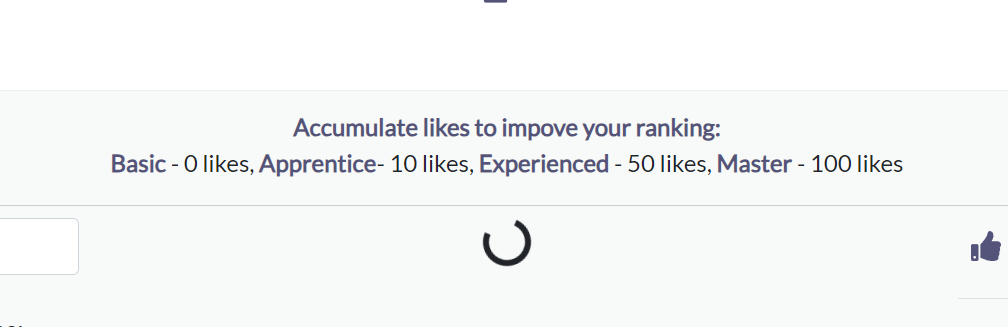 Accumulate likes to impove your ranking:
Basic - 0 likes, Apprentice- 10 likes, Experienced - 50 likes, Master - 100 likes